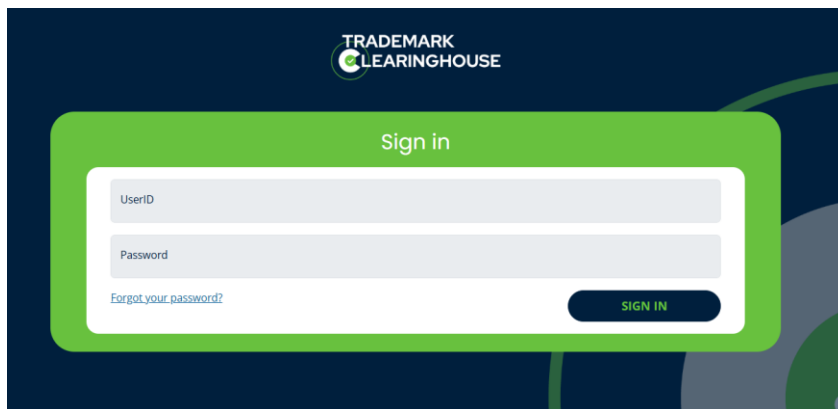 TRADEMARK
CLEARINGHOUSE
Sign in
UserID
Password
Forgot your password?
SIGN IN